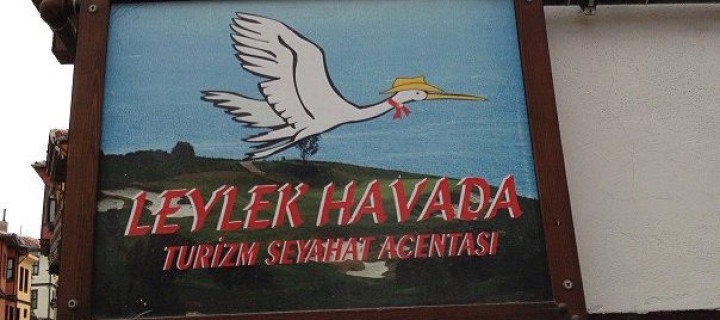 LEYLEK HAVADA
TURİZM SEYAHAT ACENTASI